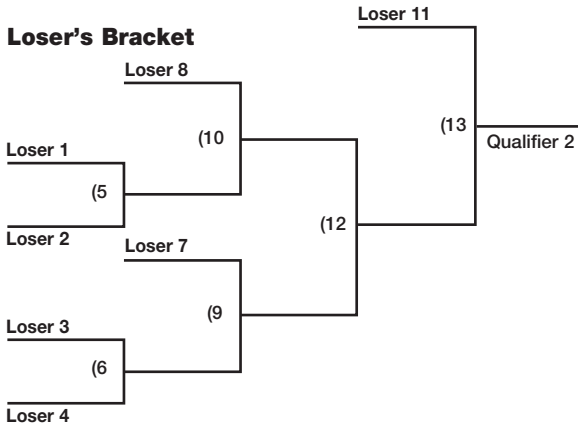 Loser 11
Loser's Bracket
Loser 8
(13
(10
Qualifier 2
Loser 1
(5
(12
Loser 2
Loser 7
(9
Loser 3
(6
Loser 4